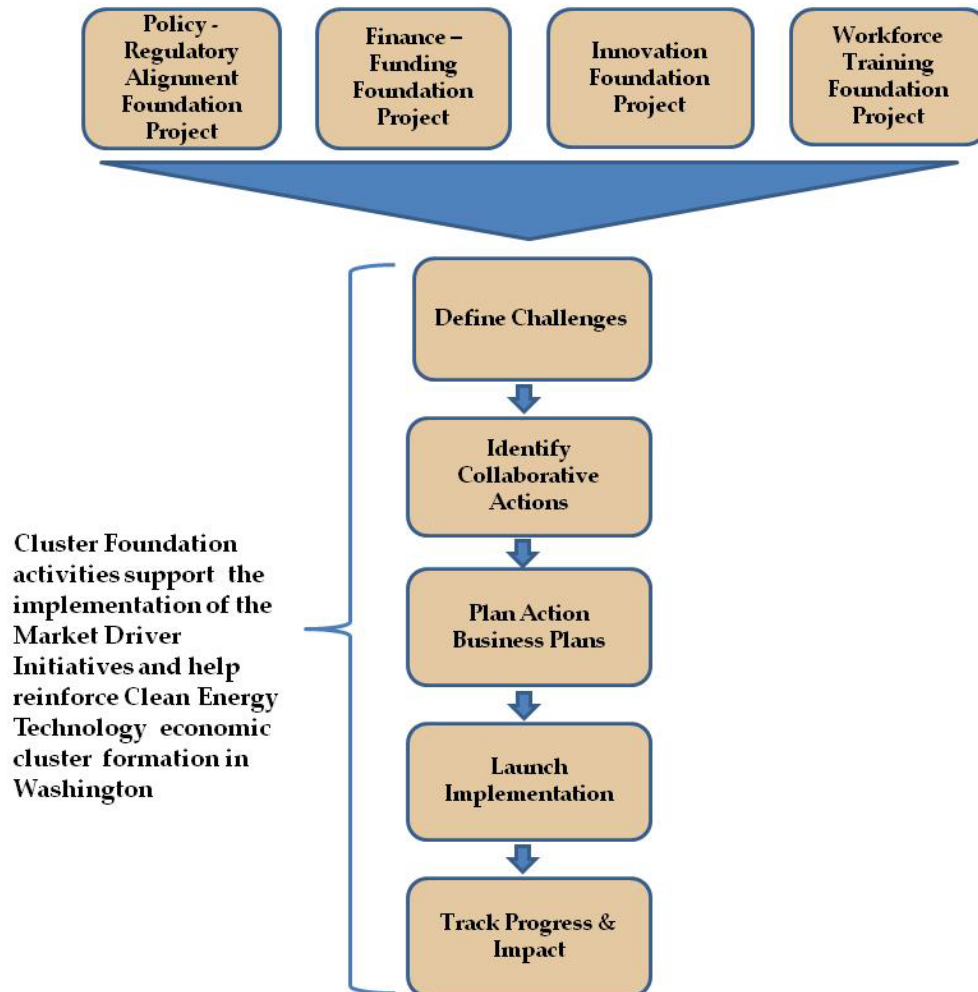 Policy -
Regulatory
Alignment
Foundation
Project
Finance –
Funding
Foundation
Project
Innovation
Foundation
Project
Workforce
Training
Foundation
Project
Define Challenges
Identify
Collaborative
Actions
Plan Action
Business Plans
Launch
Implementation
Track Progress &
Impact
Cluster Foundation
activities support the
implementation of the
Market Driver
Initiatives and help
reinforce Clean Energy
Technology economic
cluster formation in
Washington